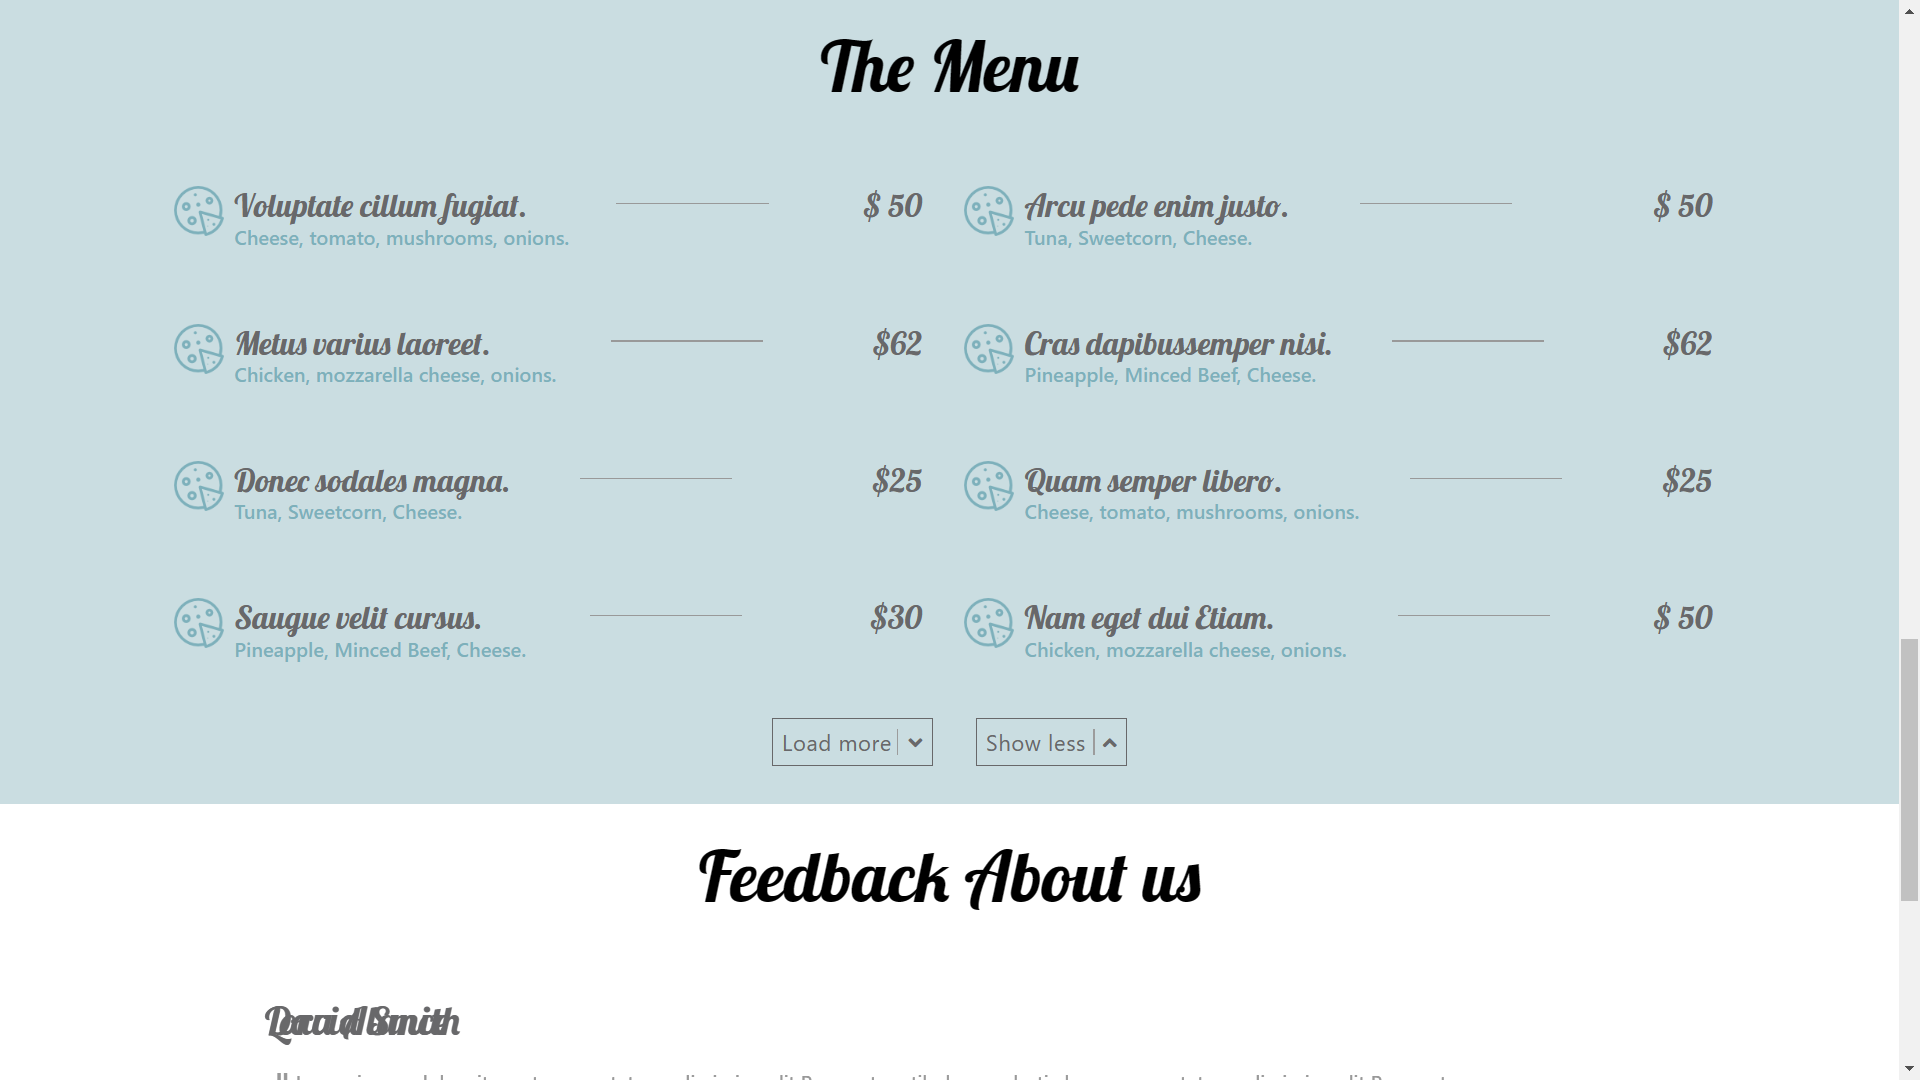 The Menu
Voluptate cillum fugiat. $ 50
Cheese, tomato, mushrooms, onions.
Arcu pede enim justo. $ 50
Tuna, Sweetcorn, Cheese.
Metus varius laoreet. $62
Chicken, mozzarella cheese, onions.
Cras dapibussemper nisi. $62
Pineapple, Minced Beef, Cheese.
Donec sodales magna. $25
Tuna, Sweetcorn, Cheese.
Quam semper libero. $25
Cheese, tomato, mushrooms, onions.
Saugue velit cursus. $30
Pineapple, Minced Beef, Cheese.
Nam eget dui Etiam. $ 50
Chicken, mozzarella cheese, onions.
Load more
Show less
Feedback About us